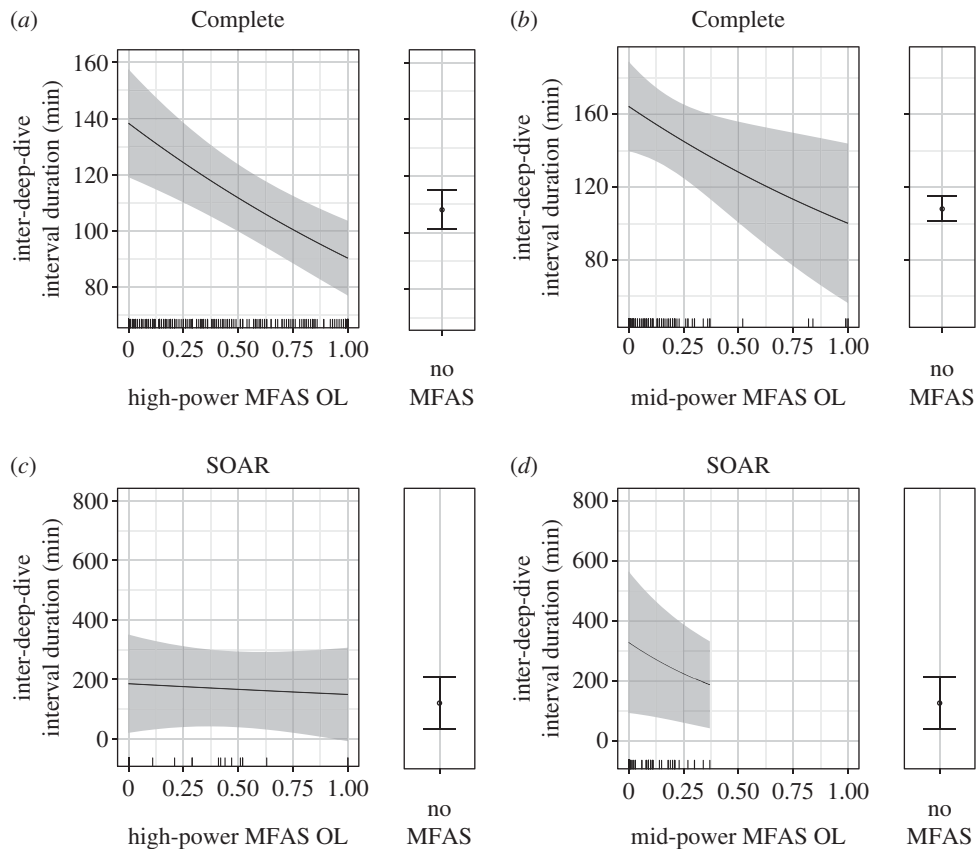 (a) Complete
inter-deep-dive
interval duration (min)
160
140
120
100
80
0 0.25 0.50 0.75 1.00
high-power MFAS OL
no
MFAS
(b) Complete
inter-deep-dive
interval duration (min)
160
120
80
0 0.25 0.50 0.75 1.00
mid-power MFAS OL
no
MFAS
(c) SOAR
inter-deep-dive
interval duration (min)
800
600
400
200
0
0 0.25 0.50 0.75 1.00
high-power MFAS OL
no
MFAS
(d) SOAR
inter-deep-dive
interval duration (min)
800
600
400
200
0
0 0.25 0.50 0.75 1.00
mid-power MFAS OL
no
MFAS